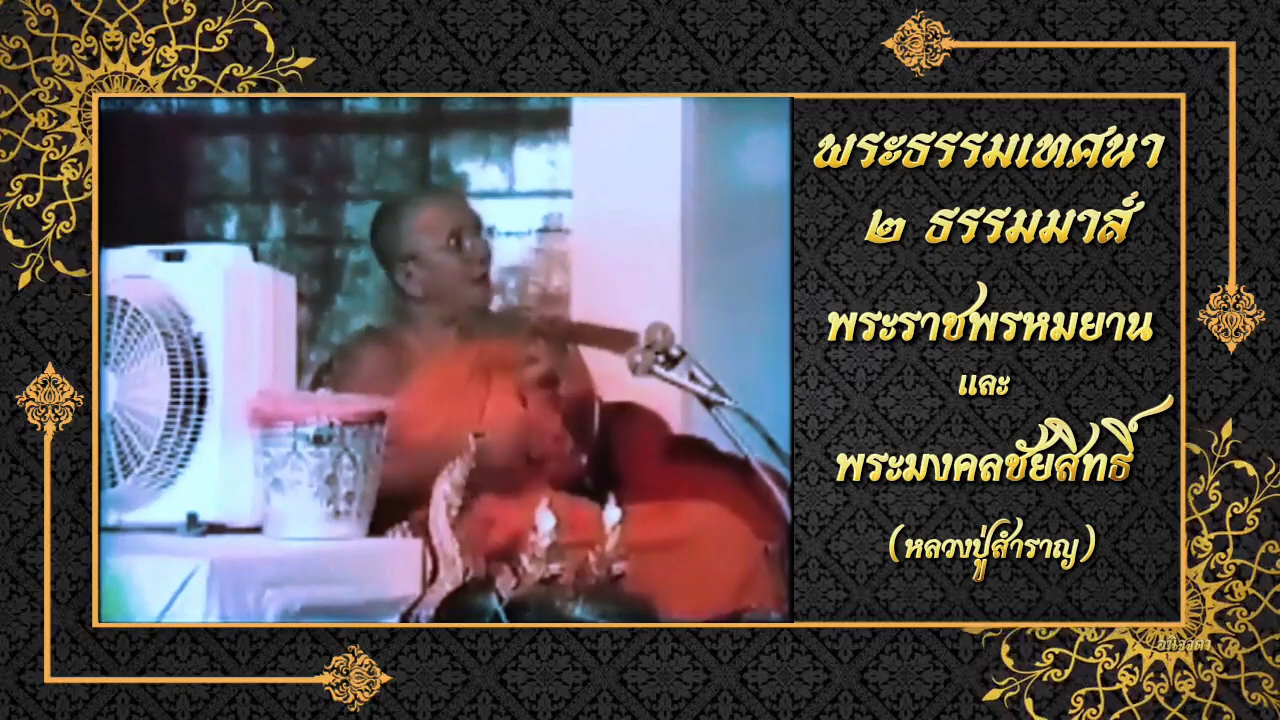 พระธรรมเทศนา
๒ ธรรมมาส์
พระราชพรหมยาน
และ
พระมงคลชัยสิทธิ์
(หลวงปู่สำราญ)